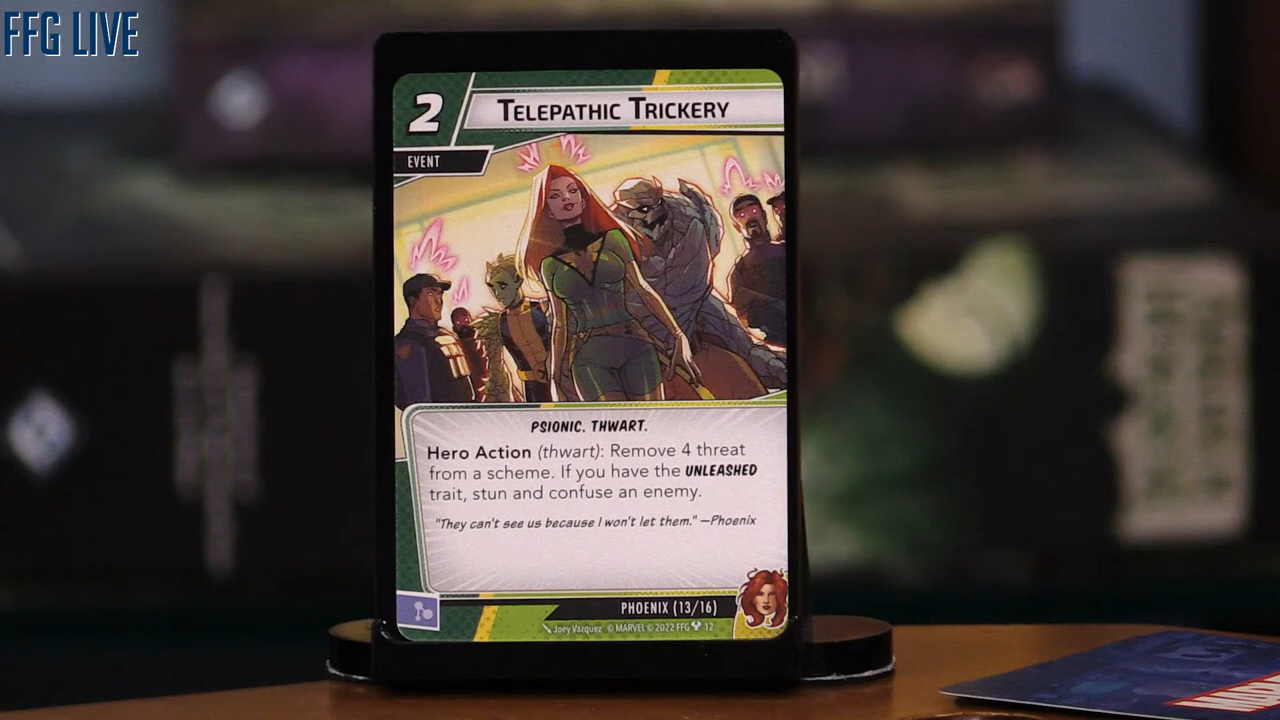 FFG LIVE
2
TELEPATHIC TRICKERY
EVENT
PSIONIC. THWART.
Hero Action (thwart): Remove 4 threat
from a scheme. If you have the UNLEASHED
trait, stun and confuse an enemy.
"They can't see us because I won't let them." —Phoenix
PHOENIX (13/16)
Joey Vazquez © MARVEL © 2022 FFG 12